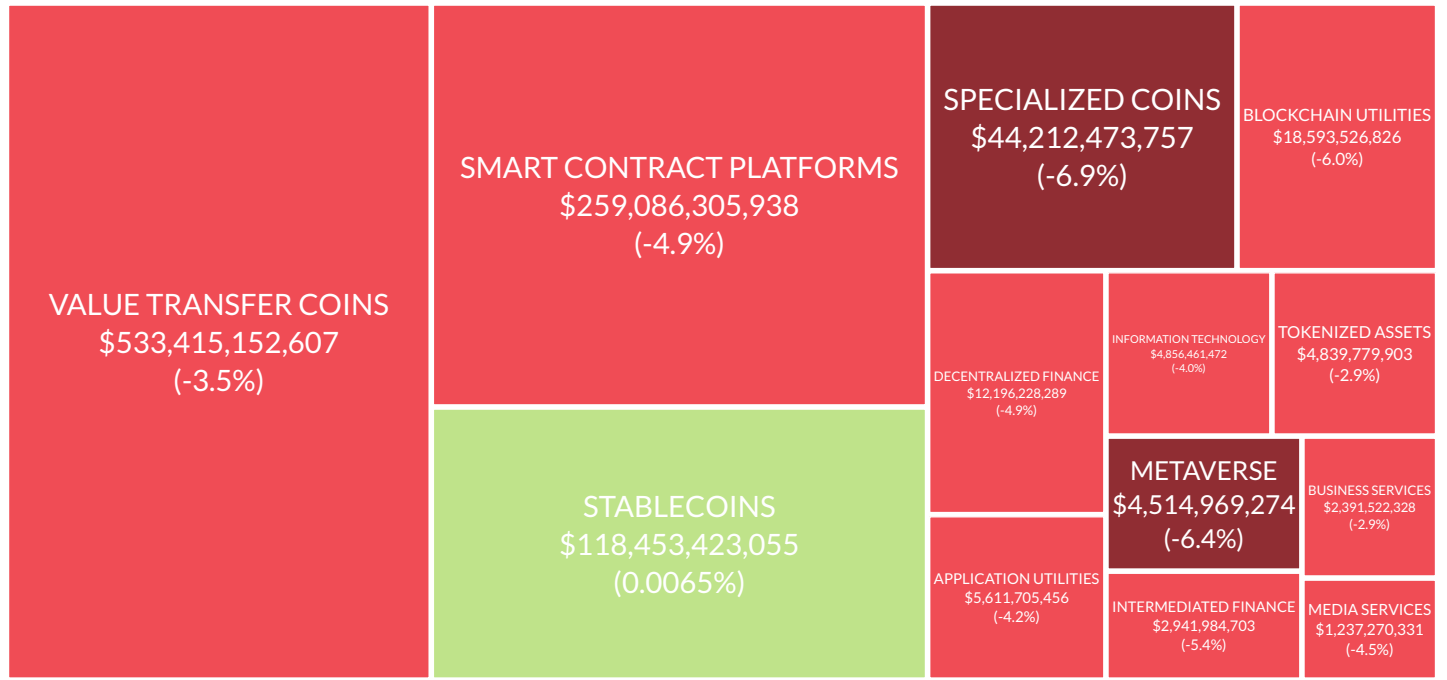 VALUE TRANSFER COINS
$533,415,152,607
(-3.5%)
SMART CONTRACT PLATFORMS
$259,086,305,938
(-4.9%)
STABLECOINS
$118,453,423,055
(0.0065%)
SPECIALIZED COINS
$44,212,473,757
(-6.9%)
BLOCKCHAIN UTILITIES
$18,593,526,826
(-6.0%)
DECENTRALIZED FINANCE
$12,196,228,289
(-4.9%)
INFORMATION TECHNOLOGY
$4,856,461,472
(-4.0%)
TOKENIZED ASSETS
$4,839,779,903
(-2.9%)
METAVERSE
$4,514,969,274
(-6.4%)
BUSINESS SERVICES
$2,391,522,328
(-2.9%)
APPLICATION UTILITIES
$5,611,705,456
(-4.2%)
INTERMEDIATED FINANCE
$2,941,984,703
(-5.4%)
MEDIA SERVICES
$1,237,270,331
(-4.5%)